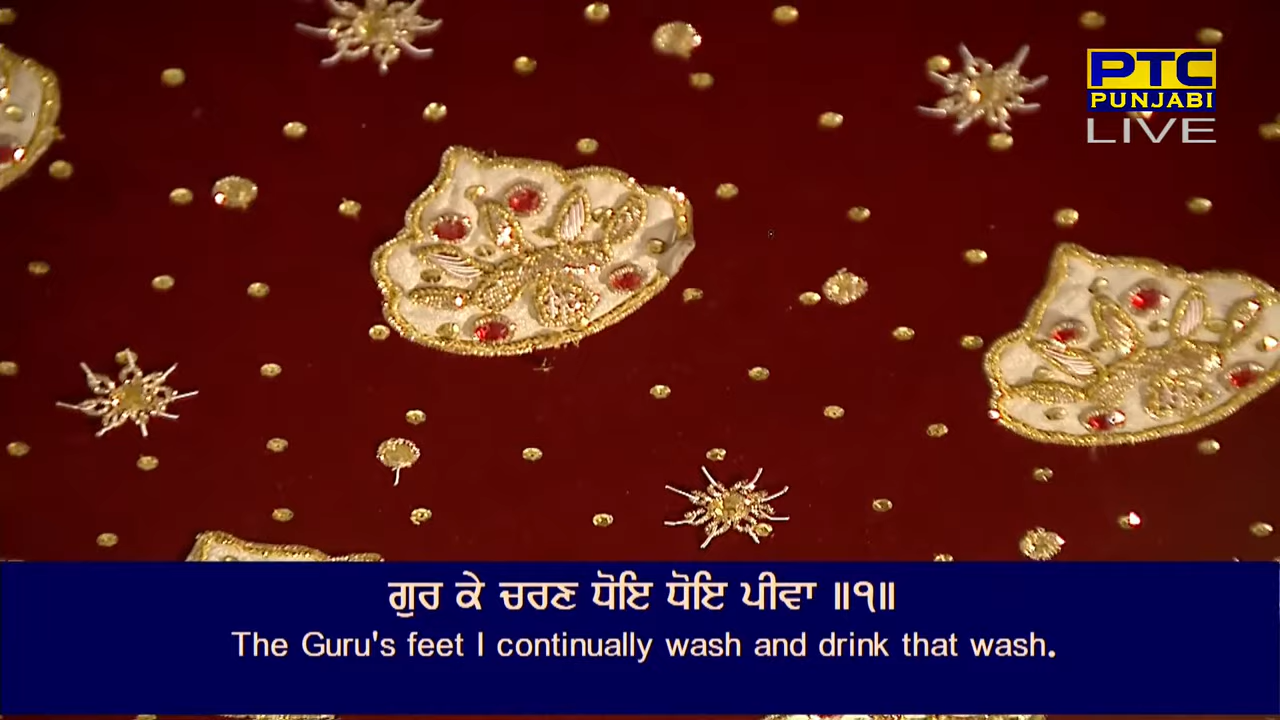 PTC
PUNJABI
LIVE
ਗੁਰ ਕੇ ਚਰਣ ਧੋਇ ਧੋਇ ਪੀਵਾ ॥੧॥
The Guru's feet I continually wash and drink that wash.